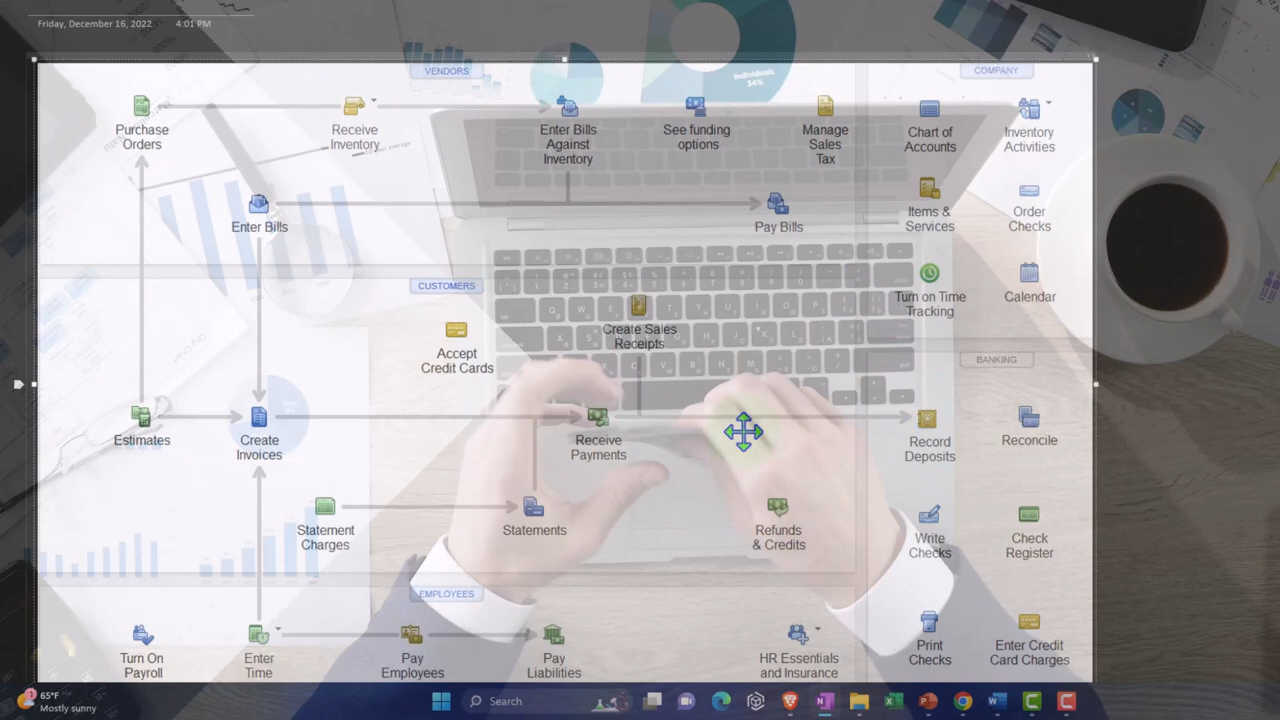 Friday, December 16, 2022 4:01 PM
Individuals
34%
VENDORS
COMPANY
Purchase
Orders
Receive
Inventory
Enter Bills
Against
Inventory
See funding
options
Manage
Sales
Tax
Chart of
Accounts
Inventory
Activities
Enter Bills
Pay Bills
Items &
Services
Order
Checks
CUSTOMERS
Turn on Time
Tracking
Calendar
Create Sales
Receipts
Accept
Credit Cards
BANKING
Estimates
Create
Invoices
Receive
Payments
Record
Deposits
Reconcile
Statement
Charges
Statements
Refunds
& Credits
Write
Checks
Check
Register
EMPLOYEES
Turn On
Payroll
Enter
Time
Pay
Employees
Pay
Liabilities
HR Essentials
and Insurance
Print
Checks
Enter Credit
Card Charges
1
65°F
Mostly sunny
Search